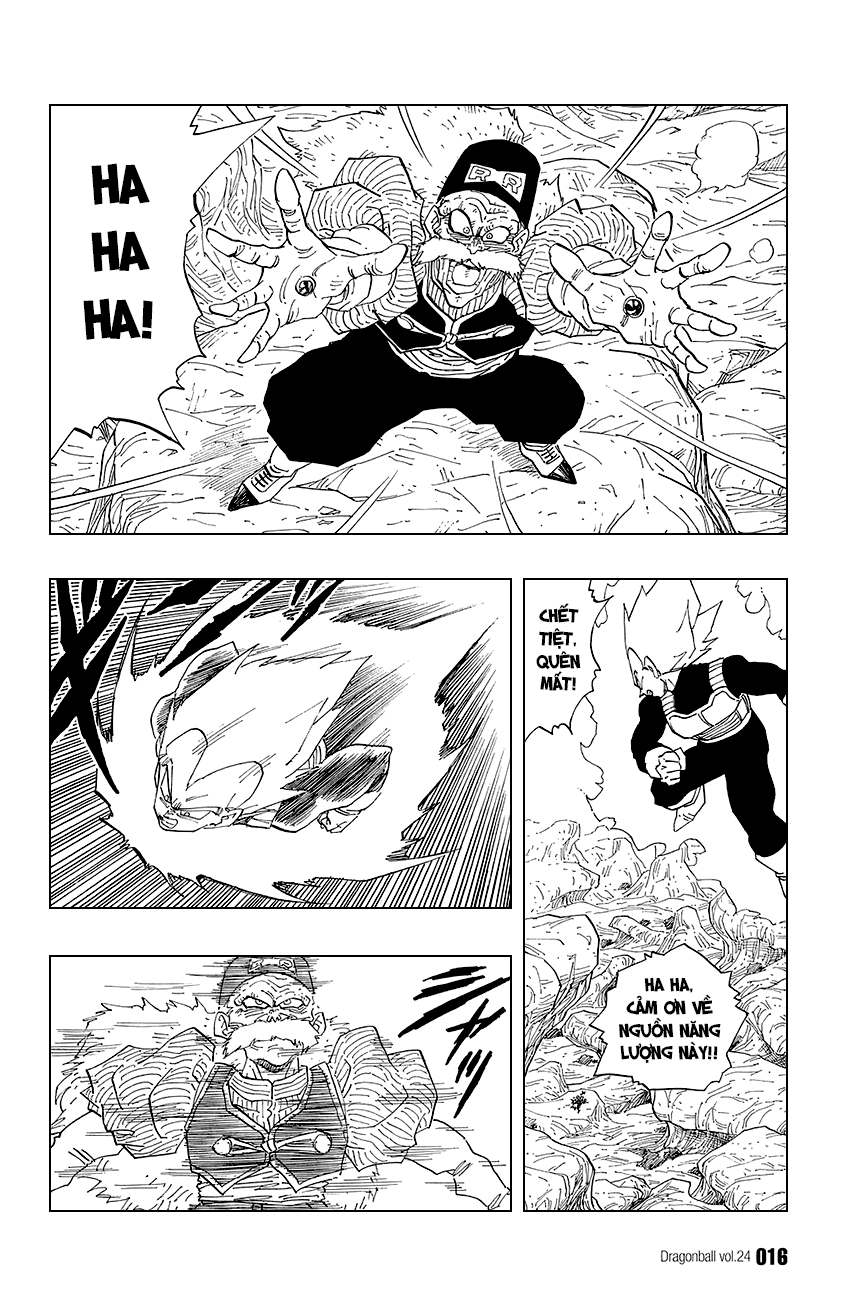 HA
HA
HA!
R R
CHẾT
TIỆT,
QUÊN
MẤT!
HA HA,
CẢM ƠN VỀ
NGUỒN NĂNG
LƯỢNG NÀY!!
R R
Dragonball vol.24 016